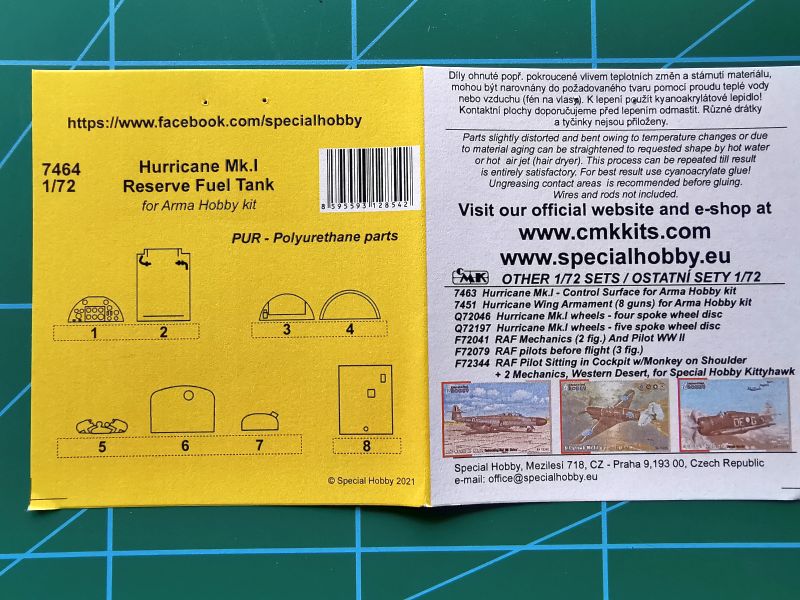 https://www.facebook.com/specialhobby
7464
1/72
Hurricane Mk.I
Reserve Fuel Tank
for Arma Hobby kit
8 595593 128542
PUR - Polyurethane parts
1
2
3
4
5
6
7
8
© Special Hobby 2021
Díly ohnuté popř. pokroucené vlivem teplotních změn a stárnutí materiálu,
mohou být narovnány do požadovaného tvaru pomocí proudu teplé vody
nebo vzduchu (fén na vlasy). K lepení použít kyanoakrylátové lepidlo!
Kontaktní plochy doporučujeme před lepením odmastit. Různé drátky
a tyčinky nejsou přiloženy.
Parts slightly distorted and bent owing to temperature changes or due
to material aging can be straightened to requested shape by hot water
or hot air jet (hair dryer). This process can be repeated till result
is entirely satisfactory. For best result use cyanoacrylate glue!
Ungreasing contact areas is recommended before gluing.
Wires and rods not included.
Visit our official website and e-shop at
www.cmkkits.com
www.specialhobby.eu
CMK OTHER 1/72 SETS / OSTATNÍ SETY 1/72
7463 Hurricane Mk.I - Control Surface for Arma Hobby kit
7451 Hurricane Wing Armament (8 guns) for Arma Hobby kit
Q72046 Hurricane Mk.I wheels - four spoke wheel disc
Q72197 Hurricane Mk.I wheels - five spoke wheel disc
F72041 RAF Mechanics (2 fig.) And Pilot WW II
F72079 RAF pilots before flight (3 fig.)
F72344 RAF Pilot Sitting in Cockpit w/Monkey on Shoulder
+ 2 Mechanics, Western Desert, for Special Hobby Kittyhawk
Special Hobby, Mezilesí 718, CZ - Praha 9,193 00, Czech Republic
e-mail: office@specialhobby.eu